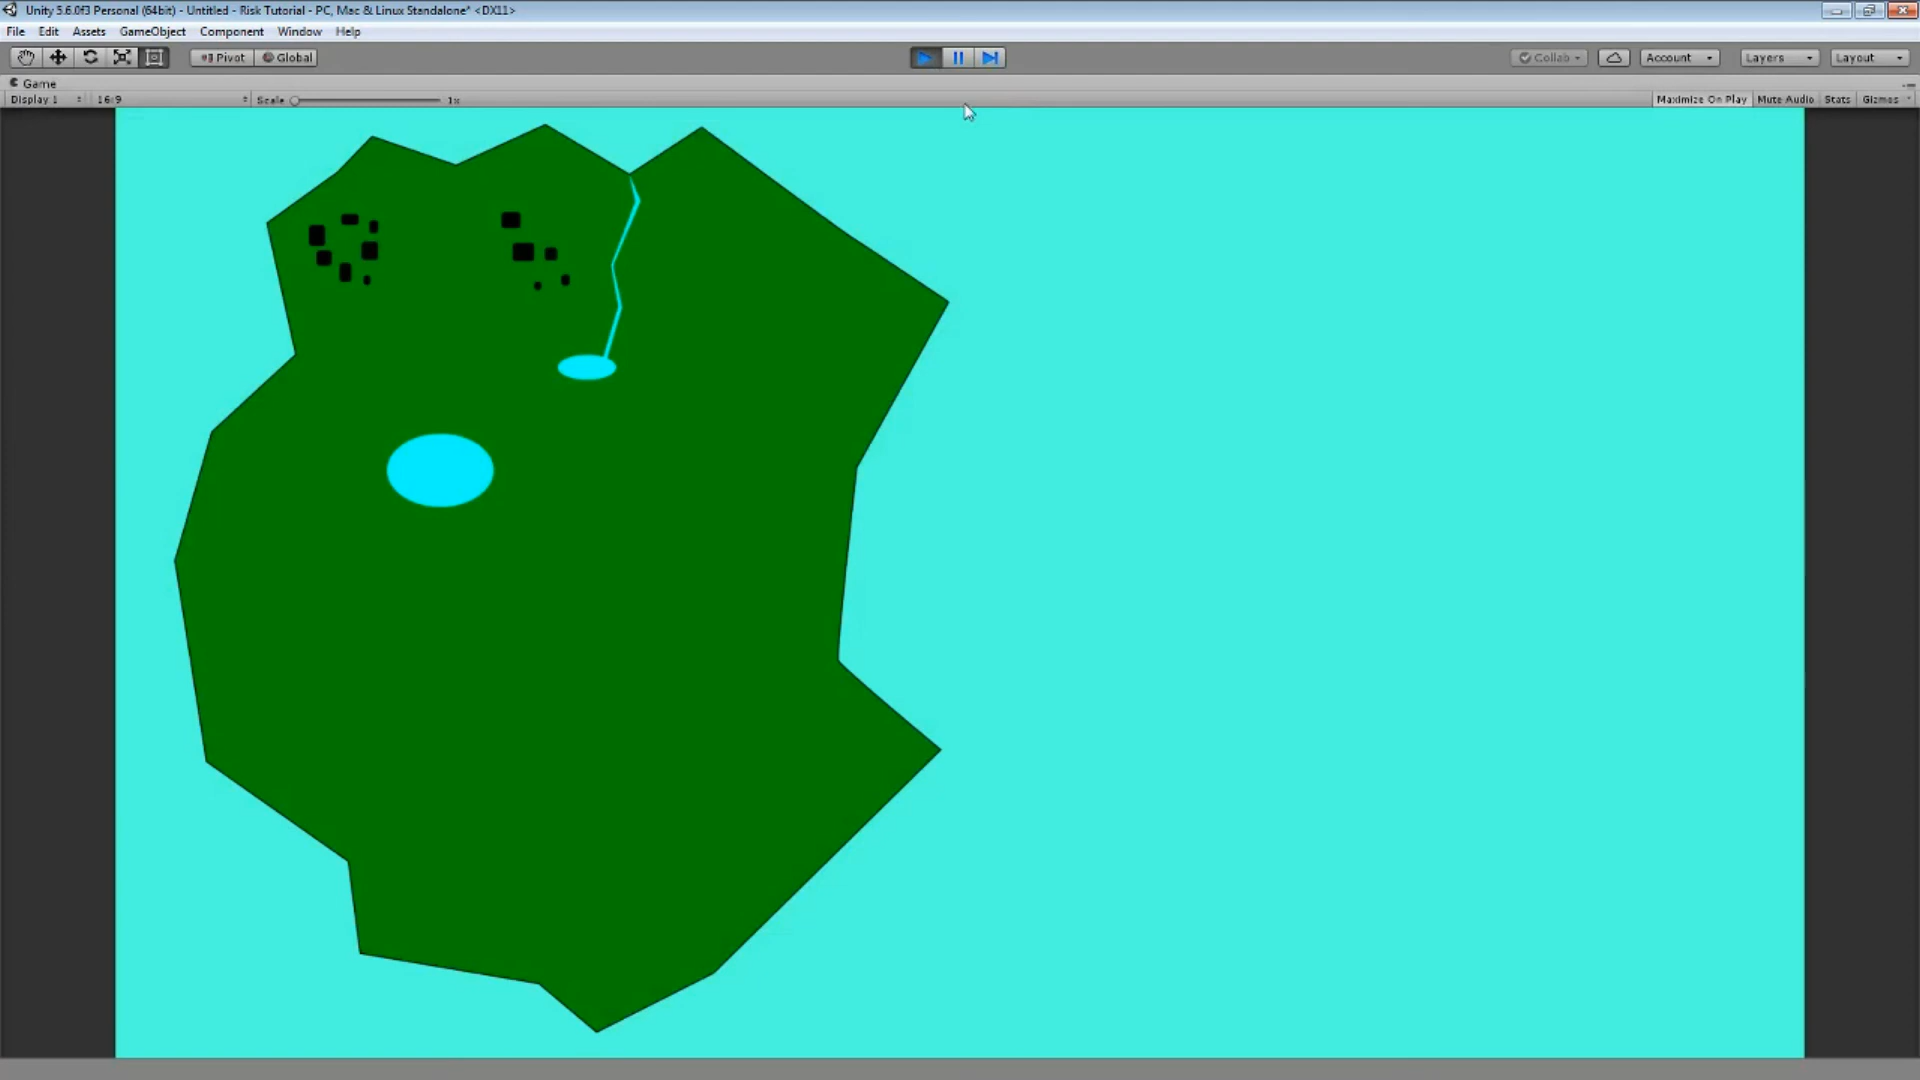 Unity 5.6.0f3 Personal (64bit) - Untitled - Risk Tutorial - PC, Mac & Linux Standalone* <DX11>
File Edit Assets GameObject Component Window Help
Pivot Global Collab Account Layers Layout
Game
Display 1 16:9 Scale 1x Maximize On Play Mute Audio Stats Gizmos